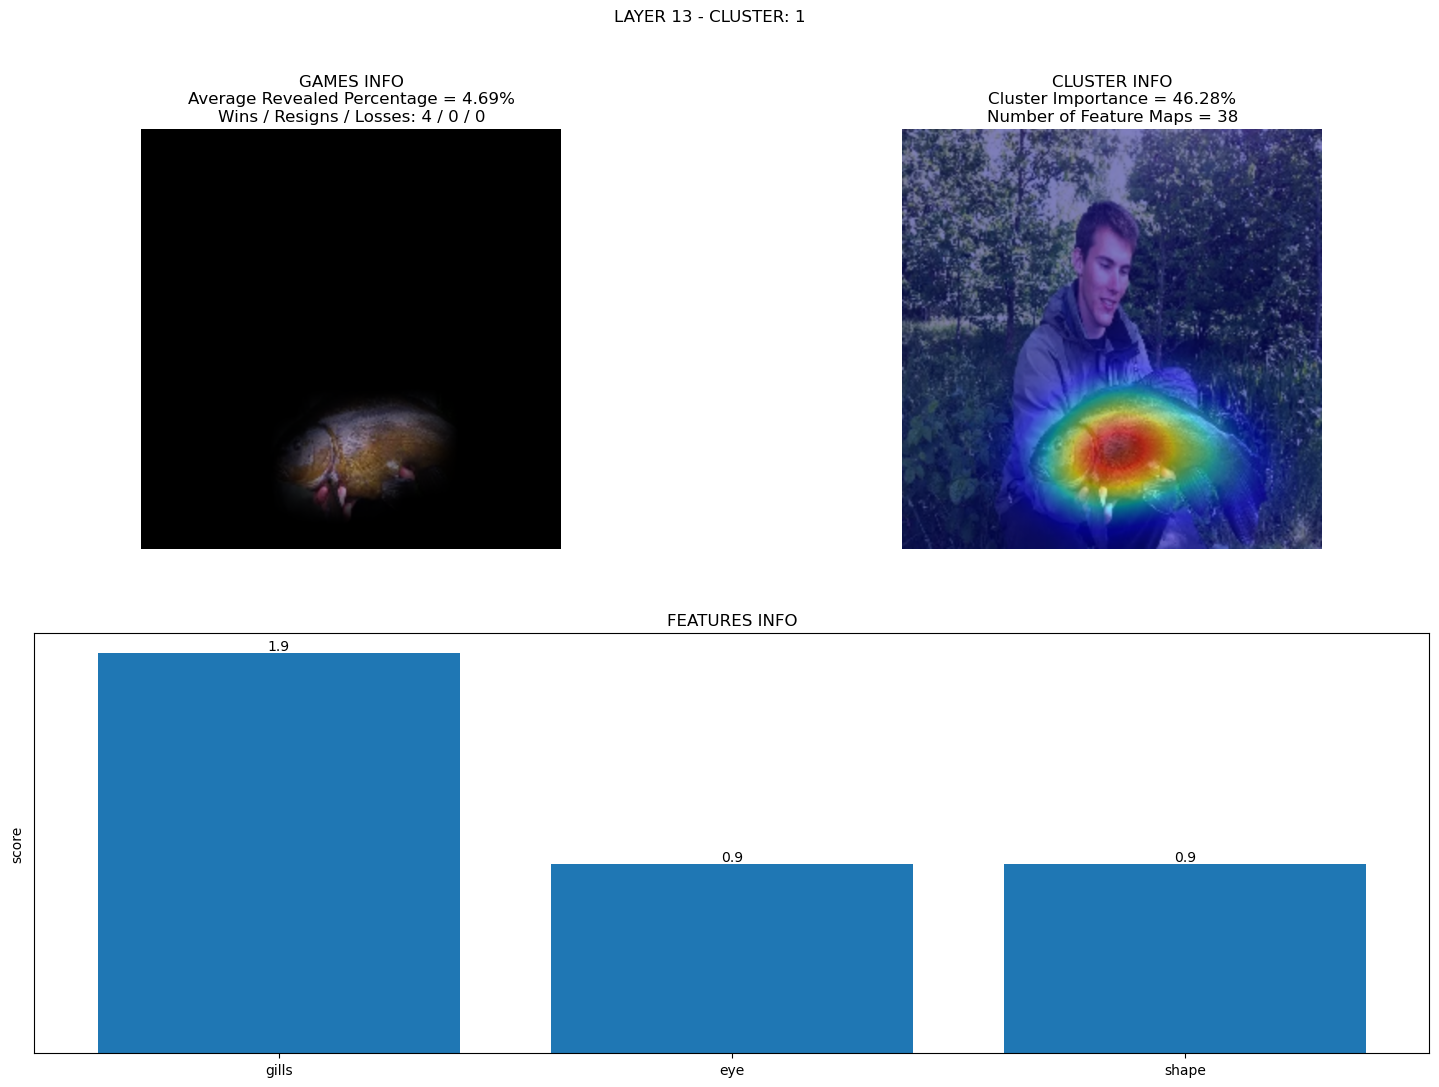 LAYER 13 - CLUSTER: 1
GAMES INFO
Average Revealed Percentage = 4.69%
Wins / Resigns / Losses: 4 / 0 / 0
CLUSTER INFO
Cluster Importance = 46.28%
Number of Feature Maps = 38
FEATURES INFO
score
1.9
0.9
0.9
gills
eye
shape